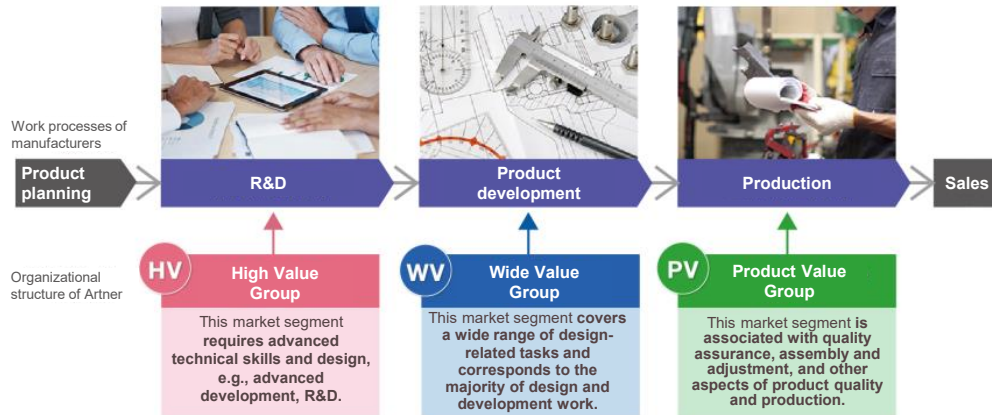 Work processes of
manufacturers
Product
planning
R&D
Product
development
Production
Sales
Organizational
structure of Artner
HV
High Value
Group
This market segment
requires advanced
technical skills and design,
e.g., advanced
development, R&D.
WV
Wide Value
Group
This market segment covers
a wide range of design-
related tasks and
corresponds to the
majority of design and
development work.
PV
Product Value
Group
This market segment is
associated with quality
assurance, assembly and
adjustment, and other
aspects of product quality
and production.